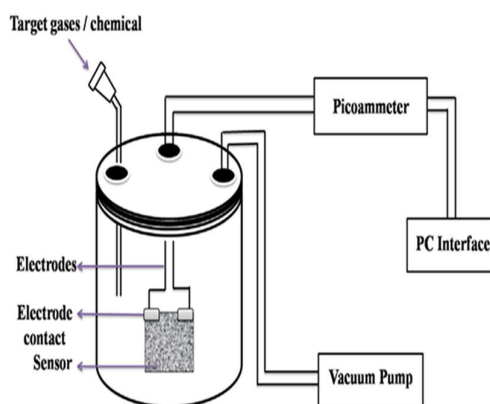 Target gases / chemical
Picoammeter
PC Interface
Electrodes
Electrode
contact
Sensor
Vacuum Pump